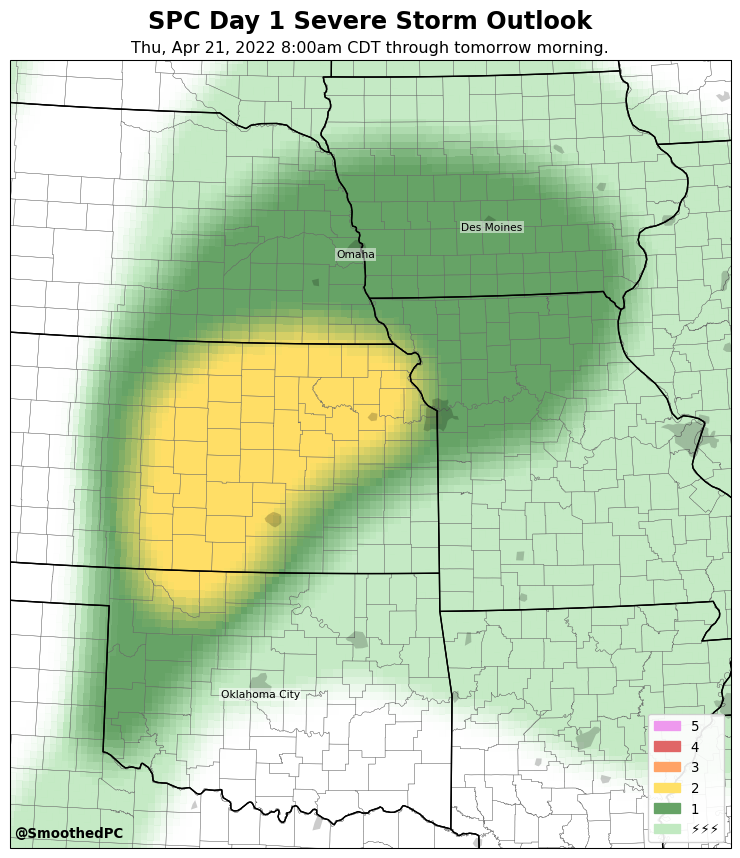 SPC Day 1 Severe Storm Outlook
Thu, Apr 21, 2022 8:00am CDT through tomorrow morning.
Des Moines
Omaha
Oklahoma City
5
4
3
2
1
⚡⚡⚡
@SmoothedPC